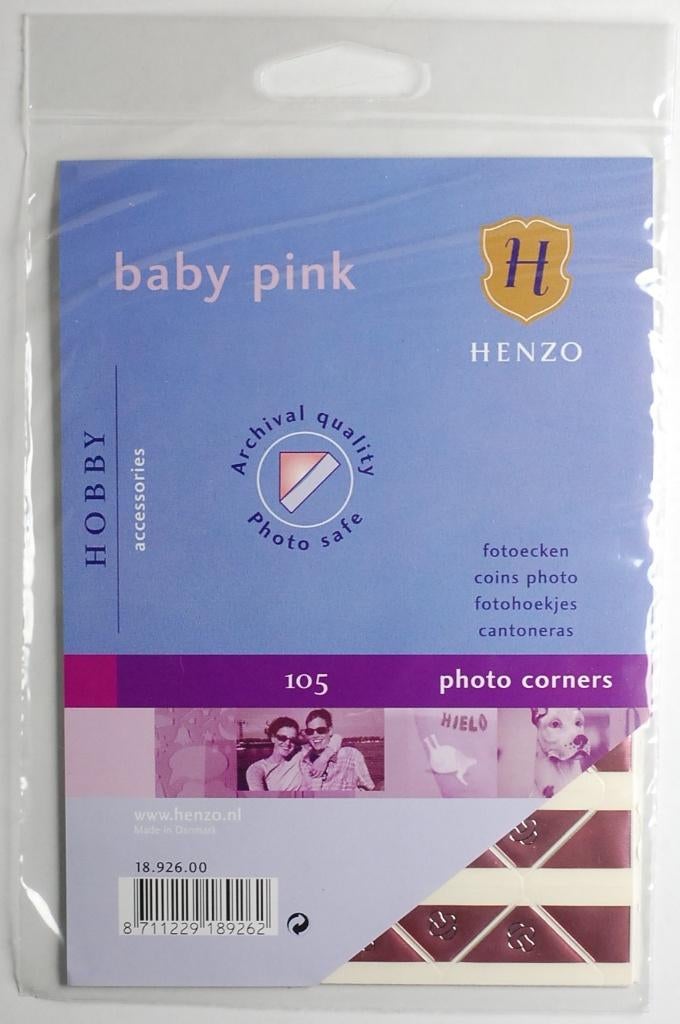 baby pink
H
HENZO
HOBBY
accessories
Archival quality
Photo safe
fotoecken
coins photo
fotohoekjes
cantoneras
105
photo corners
HIELO
www.henzo.nl
Made in Denmark
18.926.00
8 711229 189262